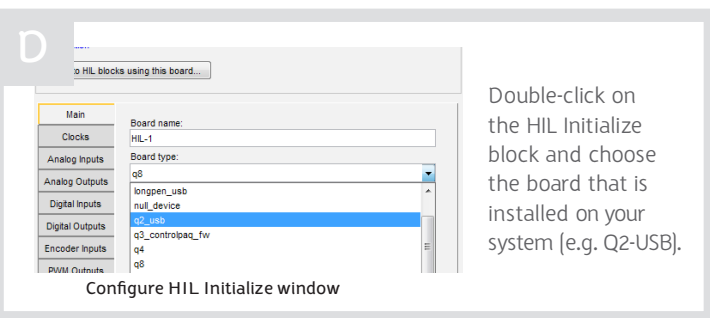 D
to HIL blocks using this board...
Main
Clocks
Analog Inputs
Analog Outputs
Digital Inputs
Digital Outputs
Encoder Inputs
PWM Outputs
Board name:
HIL-1
Board type:
q8
longpen_usb
null_device
q2_usb
q3_controlpaq_fw
q4
q8
Configure HIL Initialize window
Double-click on
the HIL Initialize
block and choose
the board that is
installed on your
system (e.g. Q2-USB).